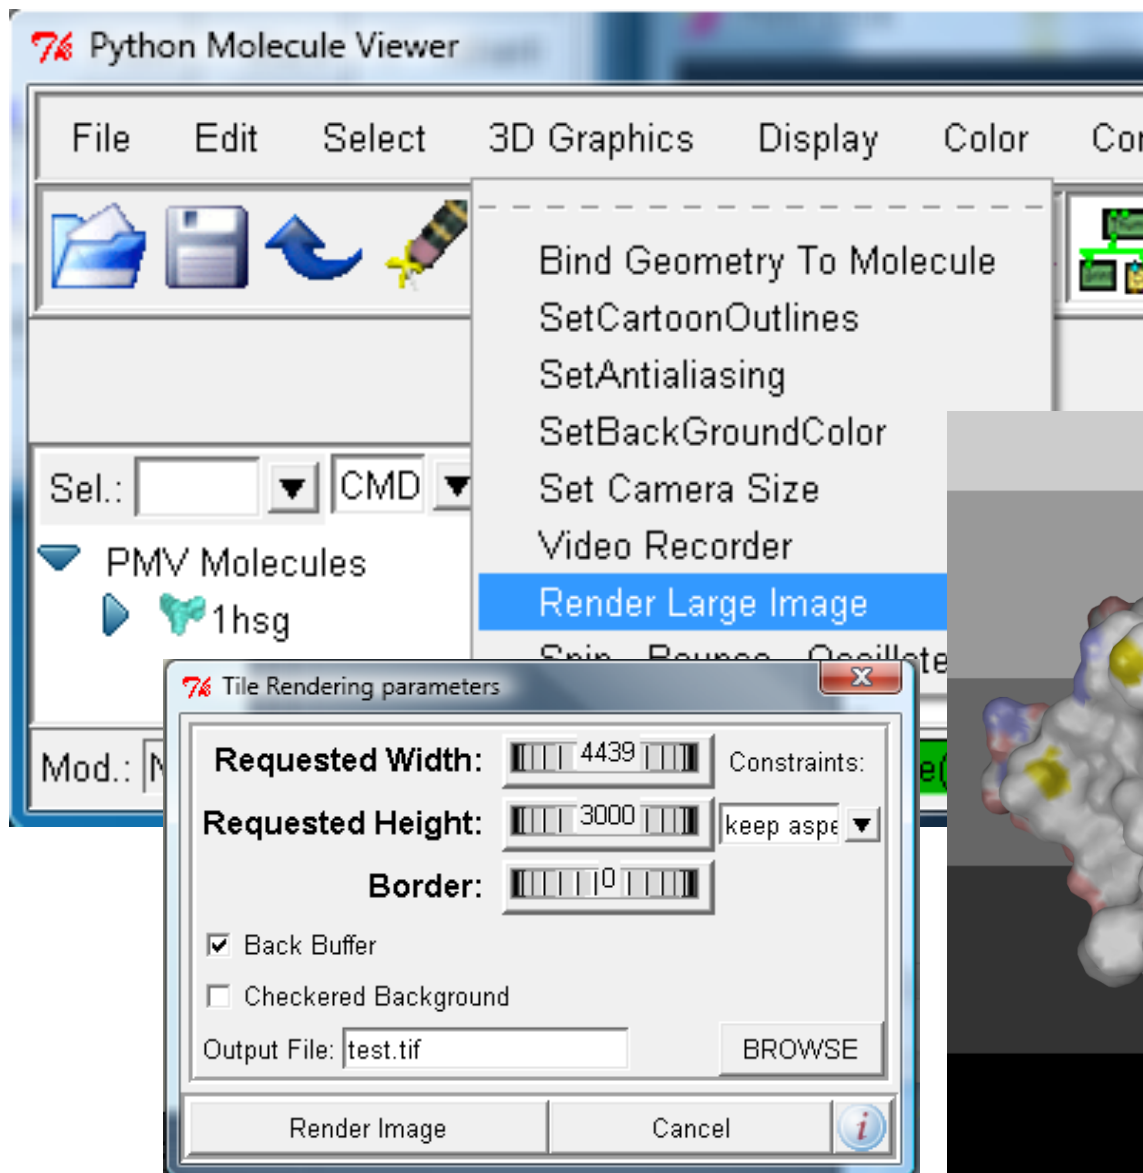 Python Molecule Viewer
File Edit Select 3D Graphics Display Color
Bind Geometry To Molecule
SetCartoonOutlines
SetAntialiasing
SetBackGroundColor
Sel.: CMD
Set Camera Size
Video Recorder
PMV Molecules
Render Large Image
1hsg
Tile Rendering parameters
Mod.:
Requested Width: 4439 Constraints:
Requested Height: 3000 keep aspe
Border: 0
Back Buffer
Checkered Background
Output File: test.tif BROWSE
Render Image Cancel